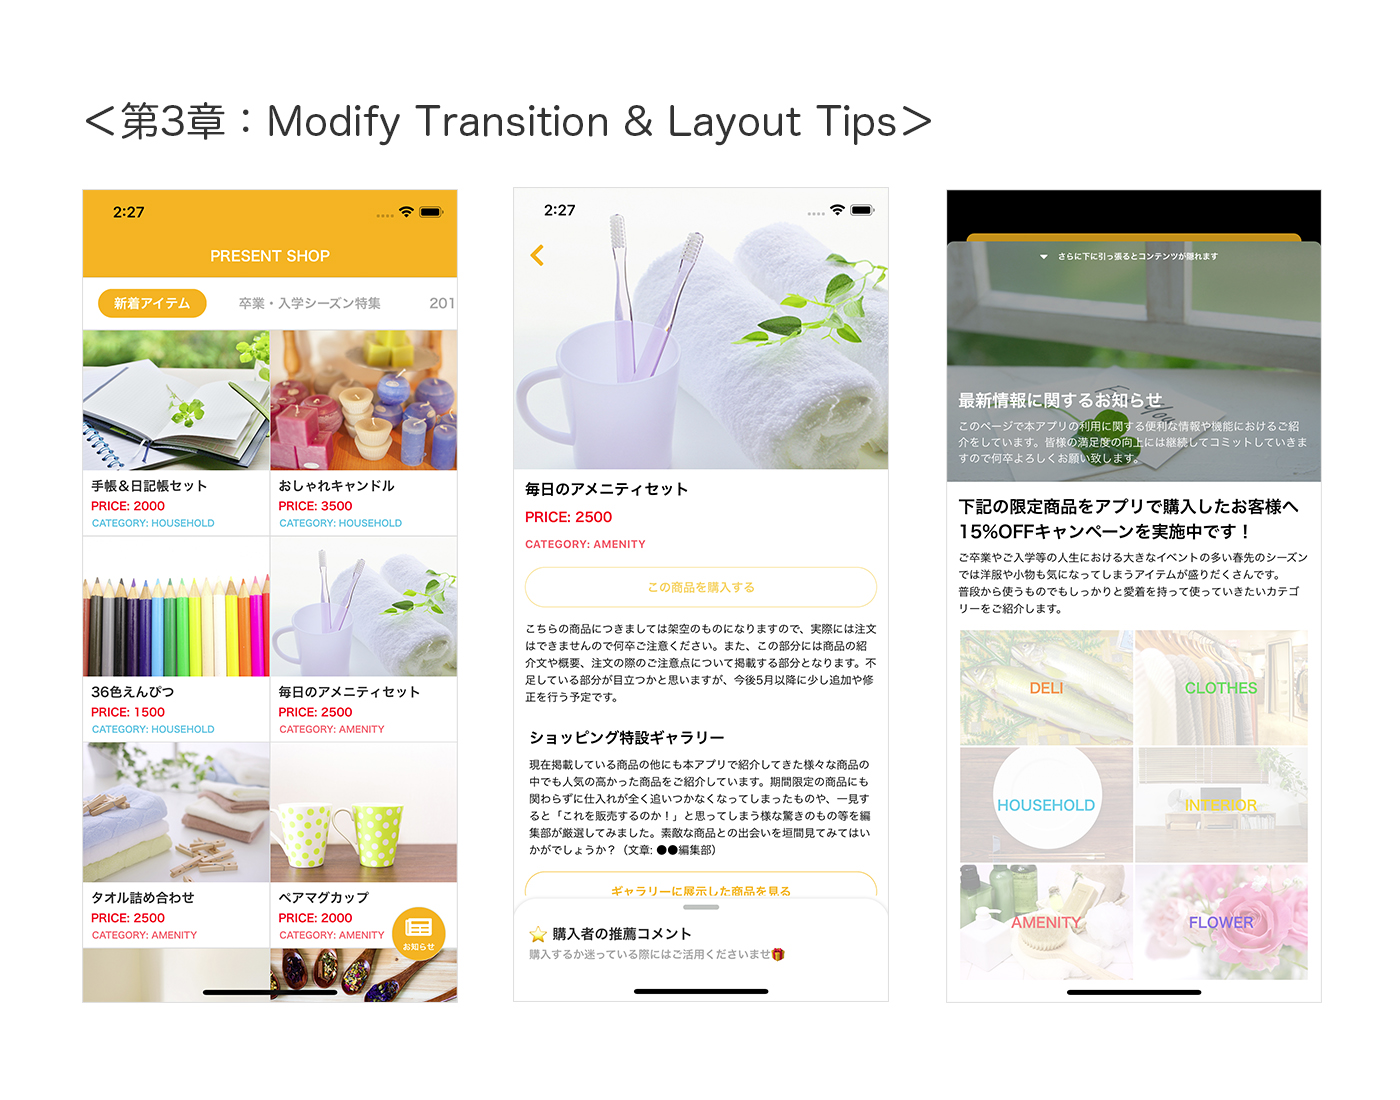 ＜第3章：Modify Transition & Layout Tips＞
2:27
PRESENT SHOP
新着アイテム
卒業・入学シーズン特集
201
手帳＆日記帳セット
PRICE: 2000
CATEGORY: HOUSEHOLD
おしゃれキャンドル
PRICE: 3500
CATEGORY: HOUSEHOLD
36色えんぴつ
PRICE: 1500
CATEGORY: HOUSEHOLD
毎日のアメニティセット
PRICE: 2500
CATEGORY: AMENITY
タオル詰め合わせ
PRICE: 2500
CATEGORY: AMENITY
ペアマグカップ
PRICE: 2000
CATEGORY: AMENITY
お知らせ
2:27
毎日のアメニティセット
PRICE: 2500
CATEGORY: AMENITY
この商品を購入する
こちらの商品につきましては架空のものになりますので、実際には注文
はできませんので何卒ご注意ください。また、この部分には商品の紹
介文や概要、注文の際のご注意点について掲載する部分となります。不
足している部分が目立つかと思いますが、今後5月以降に少し追加や修
正を行う予定です。
ショッピング特設ギャラリー
現在掲載している商品の他にも本アプリで紹介してきた様々な商品の
中でも人気の高かった商品をご紹介しています。期間限定の商品にも
関わらずに仕入れが全く追いつかなくなってしまったものや、一見す
ると「これを販売するのか！」と思ってしまう様な驚きのもの等を編
集部が厳選してみました。素敵な商品との出会いを垣間見てみてはい
かがでしょうか？（文章: ●●編集部）
ギャラリーに展示した商品を見る
⭐ 購入者の推薦コメント
購入するか迷っている際にはご活用くださいませ🎁
さらに下に引っ張るとコンテンツが隠れます
最新情報に関するお知らせ
このページで本アプリの利用に関する便利な情報や機能におけるご紹
介をしています。皆様の満足度の向上には継続してコミットしていきま
すので何卒よろしくお願い致します。
下記の限定商品をアプリで購入したお客様へ
15%OFFキャンペーンを実施中です！
ご卒業やご入学等の人生における大きなイベントの多い春先のシーズン
では洋服や小物も気になってしまうアイテムが盛りだくさんです。
普段から使うものでもしっかりと愛着を持って使っていきたいカテゴ
リーをご紹介します。
DELI
CLOTHES
HOUSEHOLD
INTERIOR
AMENITY
FLOWER